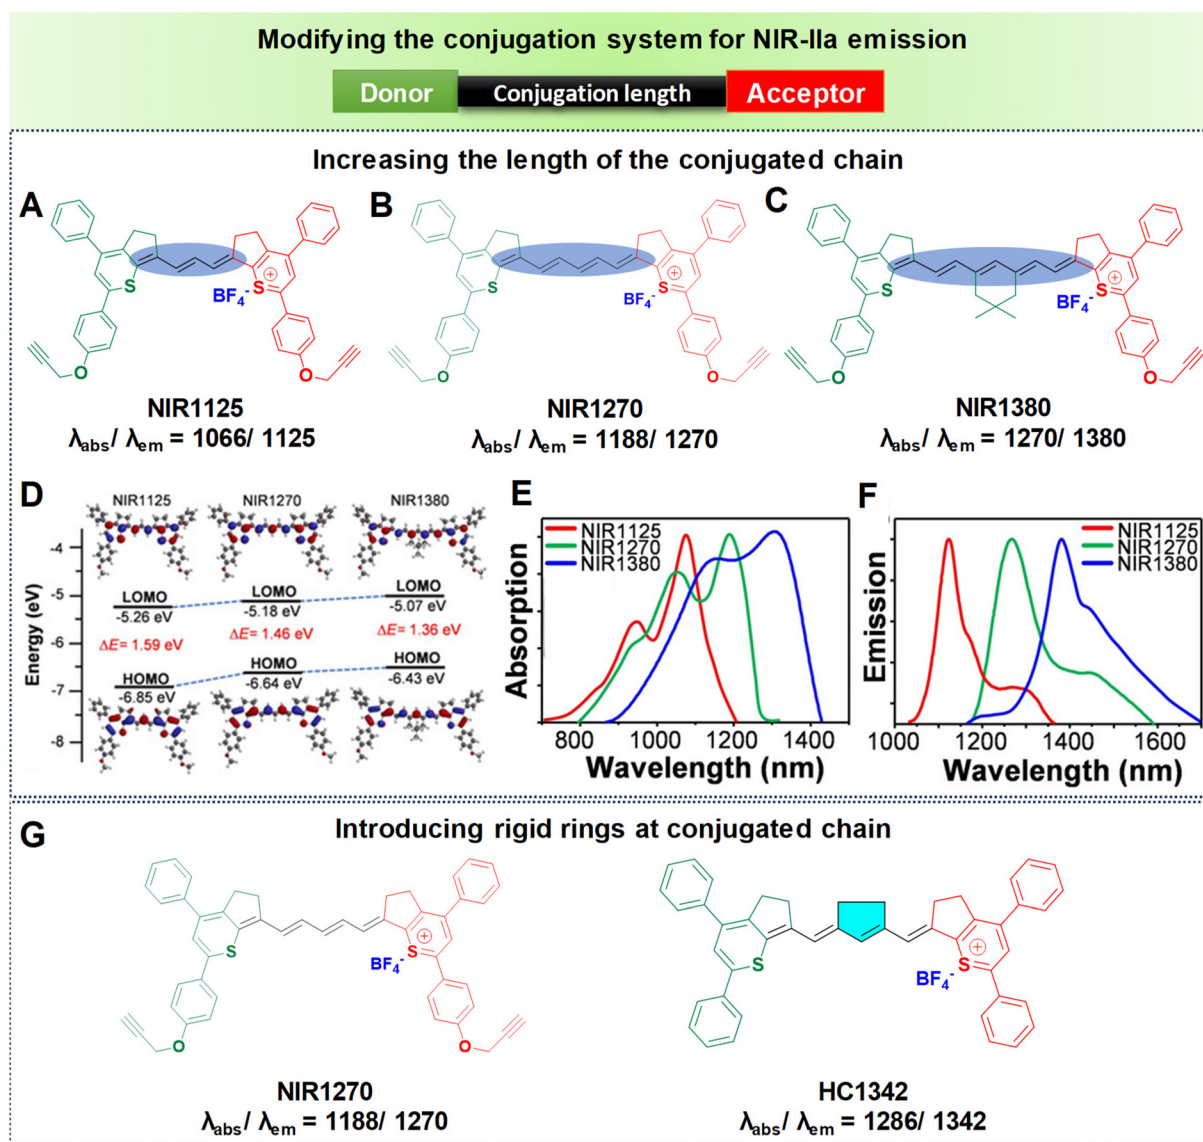 Modifying the conjugation system for NIR-IIa emission
Donor Conjugation length Acceptor
Increasing the length of the conjugated chain
A
S
BF4-
S
+
O
O
NIR1125
λabs/ λem = 1066/ 1125
B
S
BF4-
S
+
O
O
NIR1270
λabs/ λem = 1188/ 1270
C
S
BF4-
S
+
O
O
NIR1380
λabs/ λem = 1270/ 1380
D
NIR1125 NIR1270 NIR1380
Energy (eV)
-4
-5
-6
-7
-8
LOMO
-5.26 eV
LOMO
-5.18 eV
LOMO
-5.07 eV
ΔE= 1.59 eV
ΔE= 1.46 eV
ΔE= 1.36 eV
HOMO
-6.85 eV
HOMO
-6.64 eV
HOMO
-6.43 eV
E
Absorption
NIR1125
NIR1270
NIR1380
800 1000 1200 1400
Wavelength (nm)
F
Emission
NIR1125
NIR1270
NIR1380
1000 1200 1400 1600
Wavelength (nm)
G
Introducing rigid rings at conjugated chain
S
BF4-
S
+
O
O
NIR1270
λabs/ λem = 1188/ 1270
S
BF4-
S
+
HC1342
λabs/ λem = 1286/ 1342